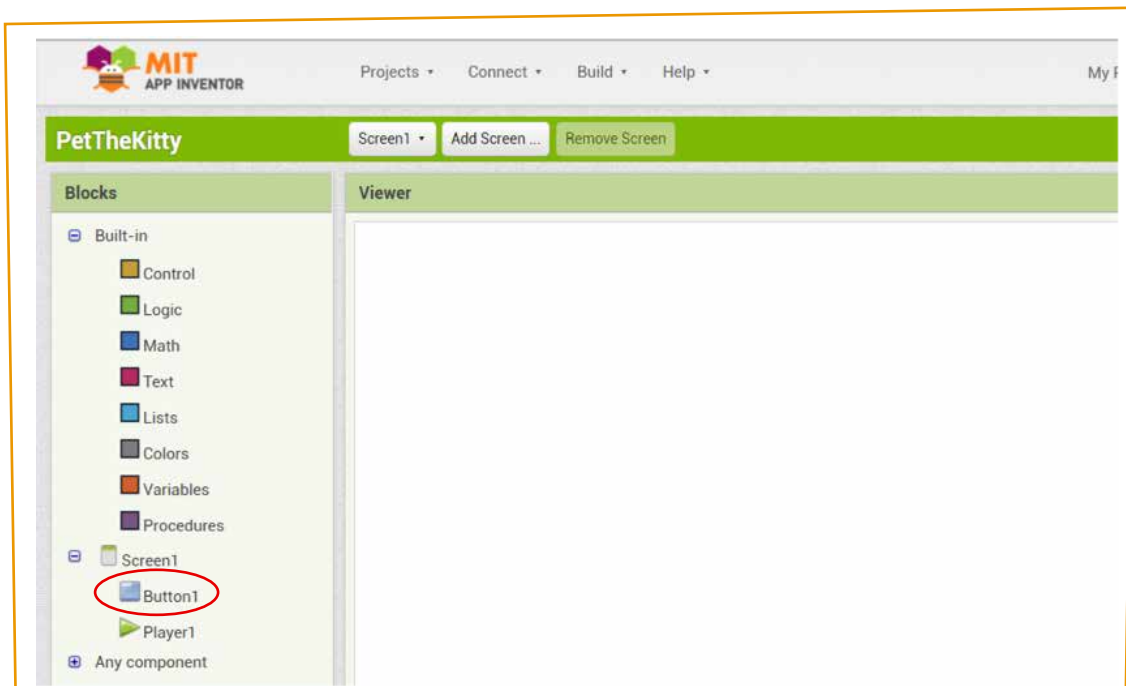 MIT
APP INVENTOR
Projects Connect Build Help My
PetTheKitty Screen1 Add Screen ... Remove Screen
Blocks Viewer
Built-in
Control
Logic
Math
Text
Lists
Colors
Variables
Procedures
Screen1
Button1
Player1
Any component